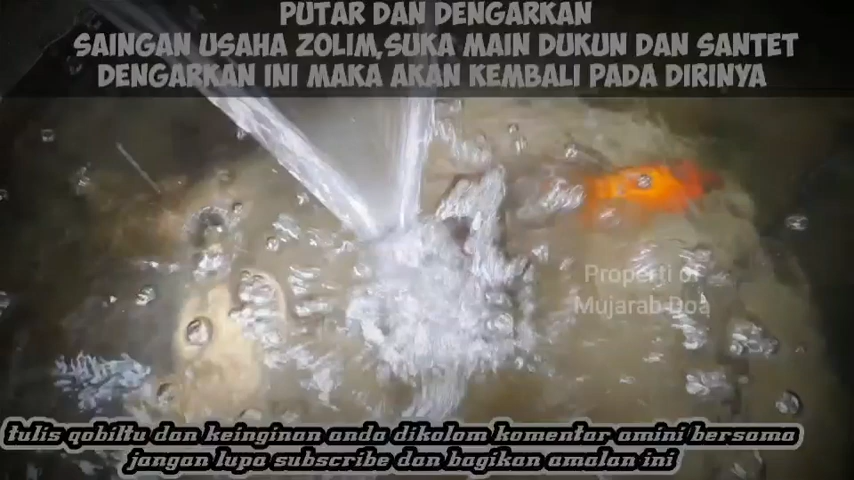 PUTAR DAN DENGARKAN
SAINGAN USAHA ZOLIM,SUKA MAIN DUKUN DAN SANTET
DENGARKAN INI MAKA AKAN KEMBALI PADA DIRINYA
Properti of
Mujarab Doa
tulis qobiltu dan keinginan anda dikolom komentar amini bersama
jangan lupa subscribe dan bagikan amalan ini